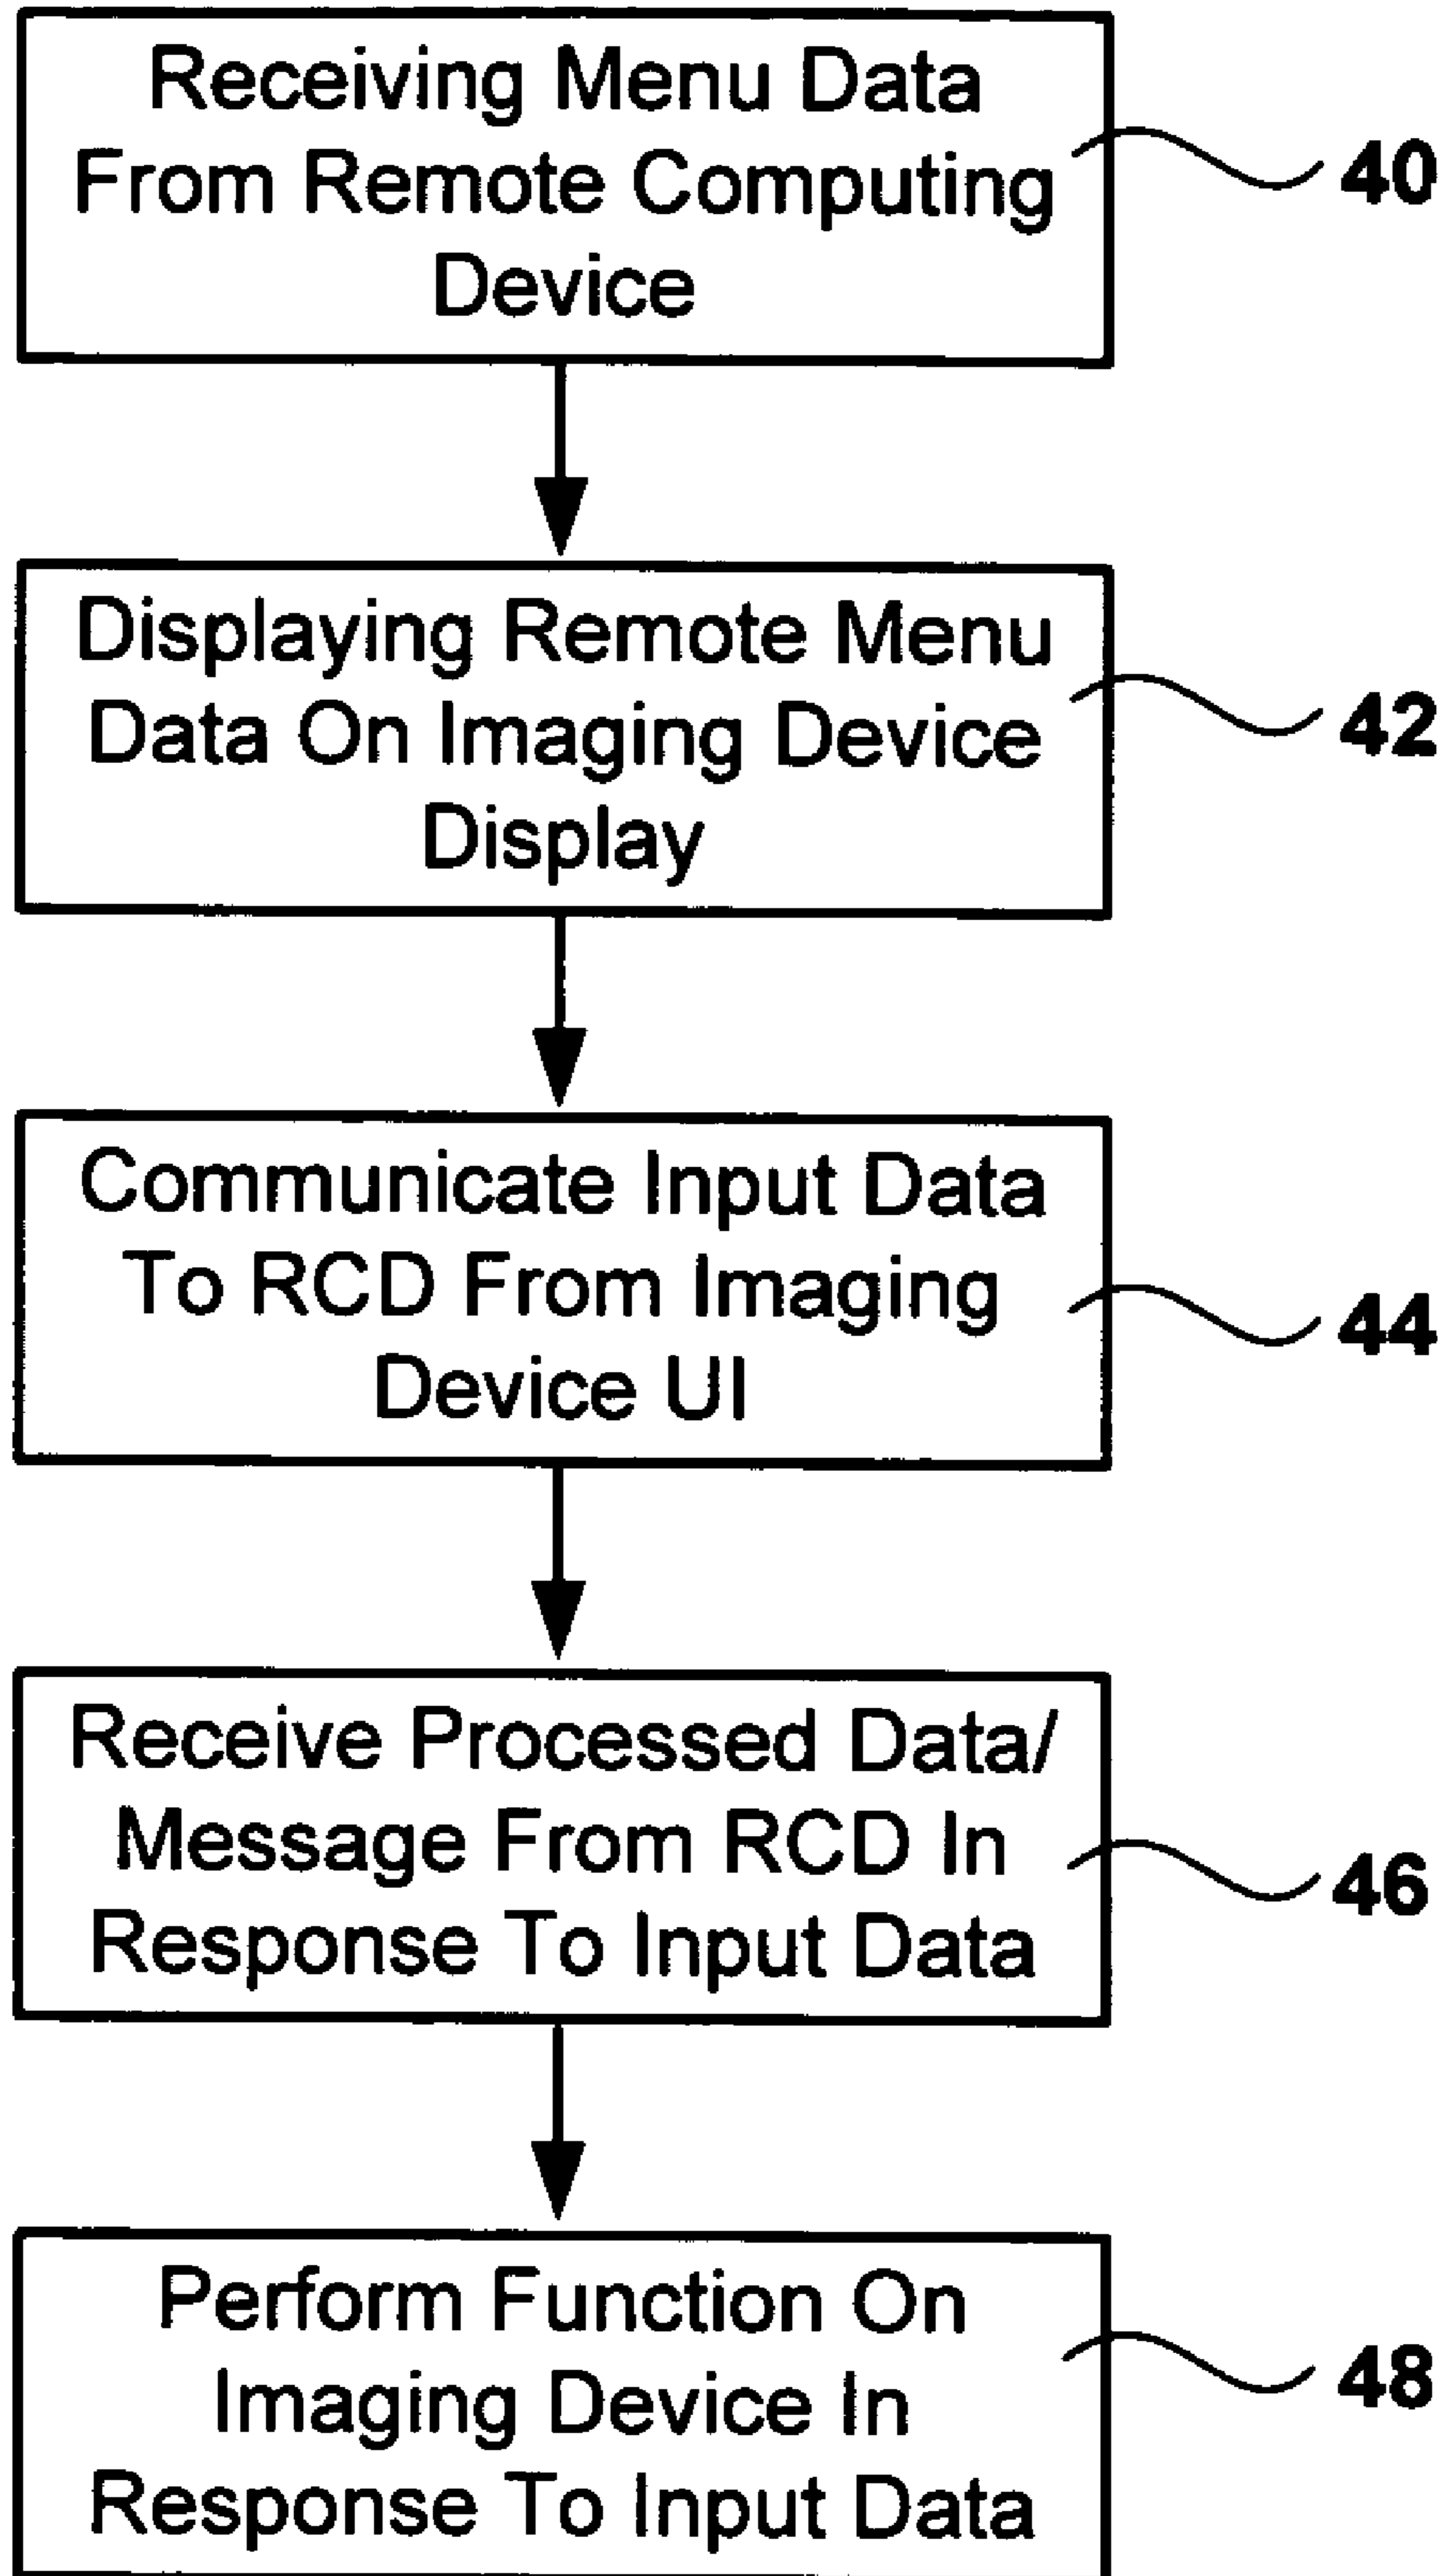 Receiving Menu Data
From Remote Computing
Device
40
Displaying Remote Menu
Data On Imaging Device
Display
42
Communicate Input Data
To RCD From Imaging
Device UI
44
Receive Processed Data/
Message From RCD In
Response To Input Data
46
Perform Function On
Imaging Device In
Response To Input Data
48